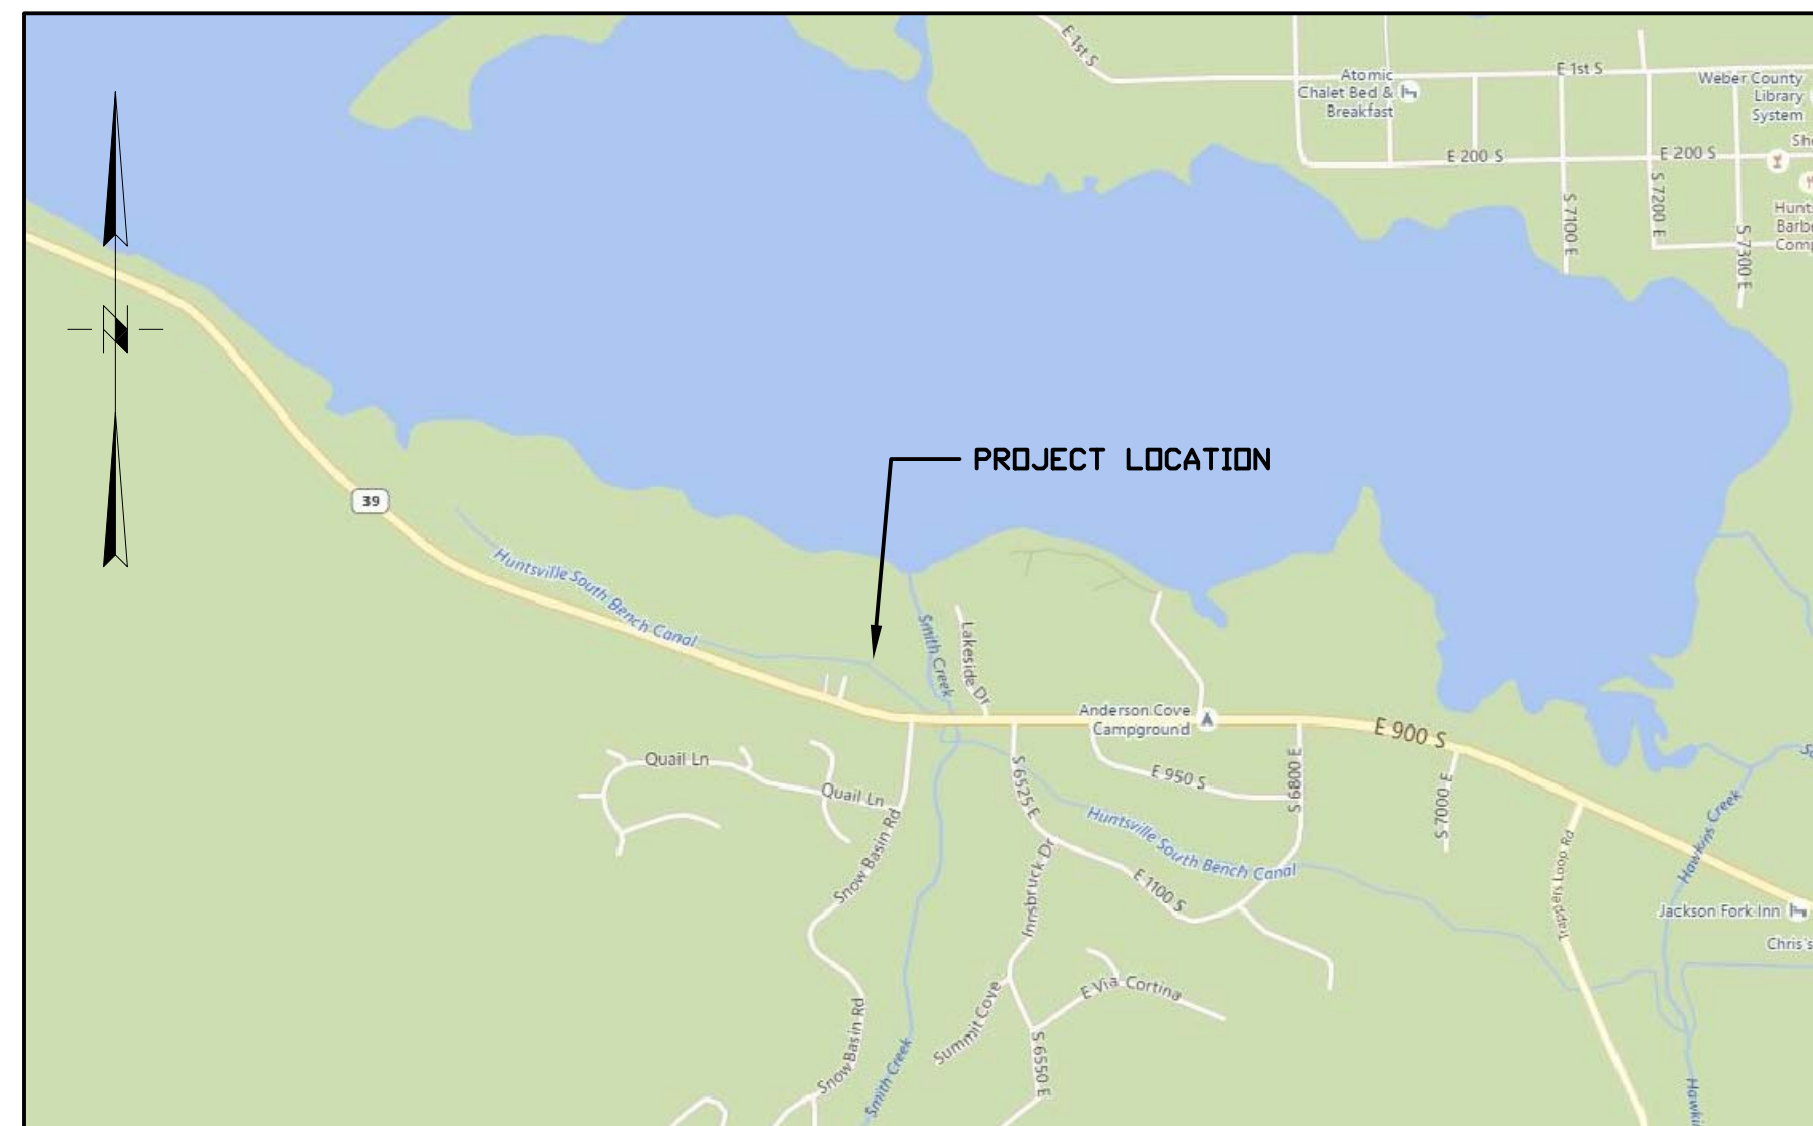 E 1st S
E 1st S
Atomic
Chalet Bed &
Breakfast
Weber County
Library
System
E 200 S
E 200 S
S 7100 E
S 7200 E
S 7300 E
N
39
PROJECT LOCATION
Huntsville South Bench Canal
Smith Creek
Lakeside Dr
Anderson Cove
Campground
E 900 S
Quail Ln
Quail Ln
Snow Basin Rd
S 6525 E
E 950 S
S 6800 E
S 7000 E
Huntsville South Bench Canal
Hawkins Creek
Trappers Loop Rd
Innsbruck Dr
E 1100 S
Jackson Fork Inn
Chris's
E Via Cortina
Summit Cove
Snow Basin Rd
Smith Creek
S 6550 E